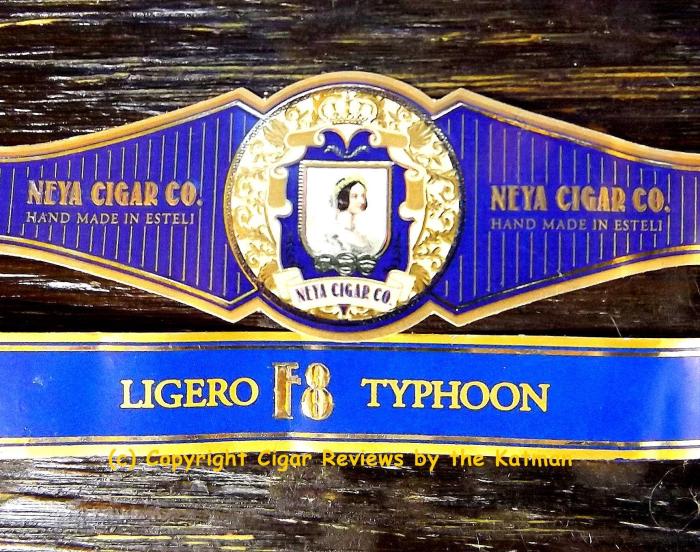 NEYA CIGAR CO.
HAND MADE IN ESTELI
NEYA CIGAR CO.
NEYA CIGAR CO.
HAND MADE IN ESTELI
LIGERO F8 TYPHOON
(c) Copyright Cigar Reviews by the Katman